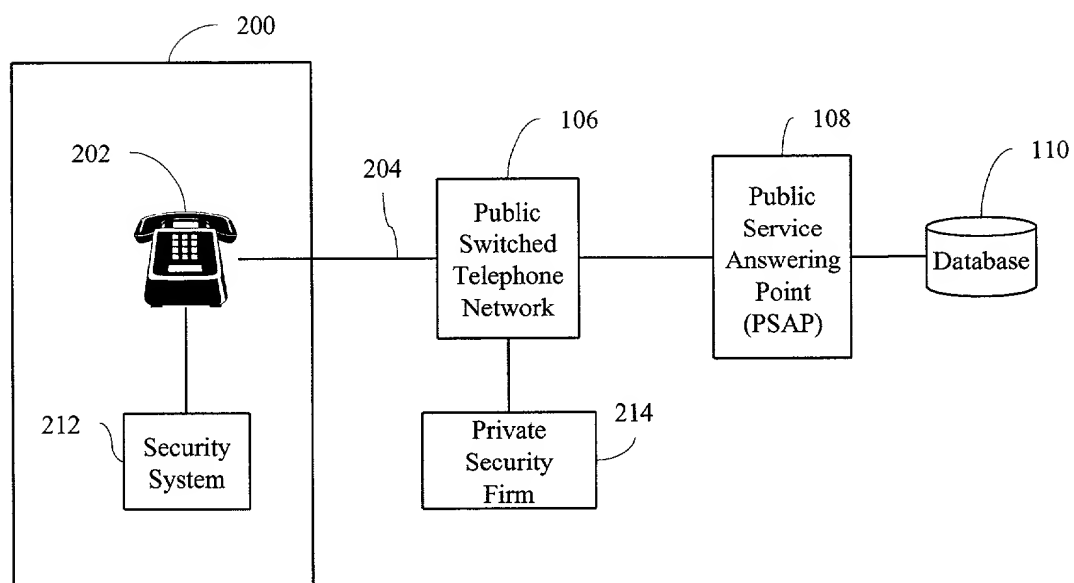 200
106
108
110
202
204
Public
Switched
Telephone
Network
Public
Service
Answering
Point
(PSAP)
Database
212
Security
System
Private
Security
Firm
214